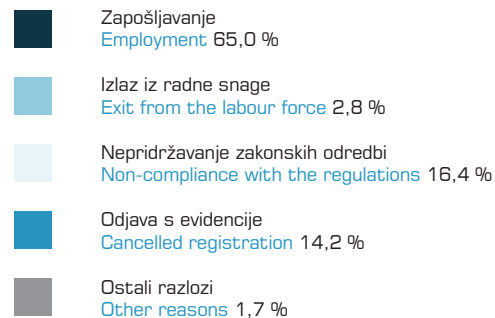 Zapošljavanje
Employment 65,0 %
Izlaz iz radne snage
Exit from the labour force 2,8 %
Nepridržavanje zakonskih odredbi
Non-compliance with the regulations 16,4 %
Odjava s evidencije
Cancelled registration 14,2 %
Ostali razlozi
Other reasons 1,7 %